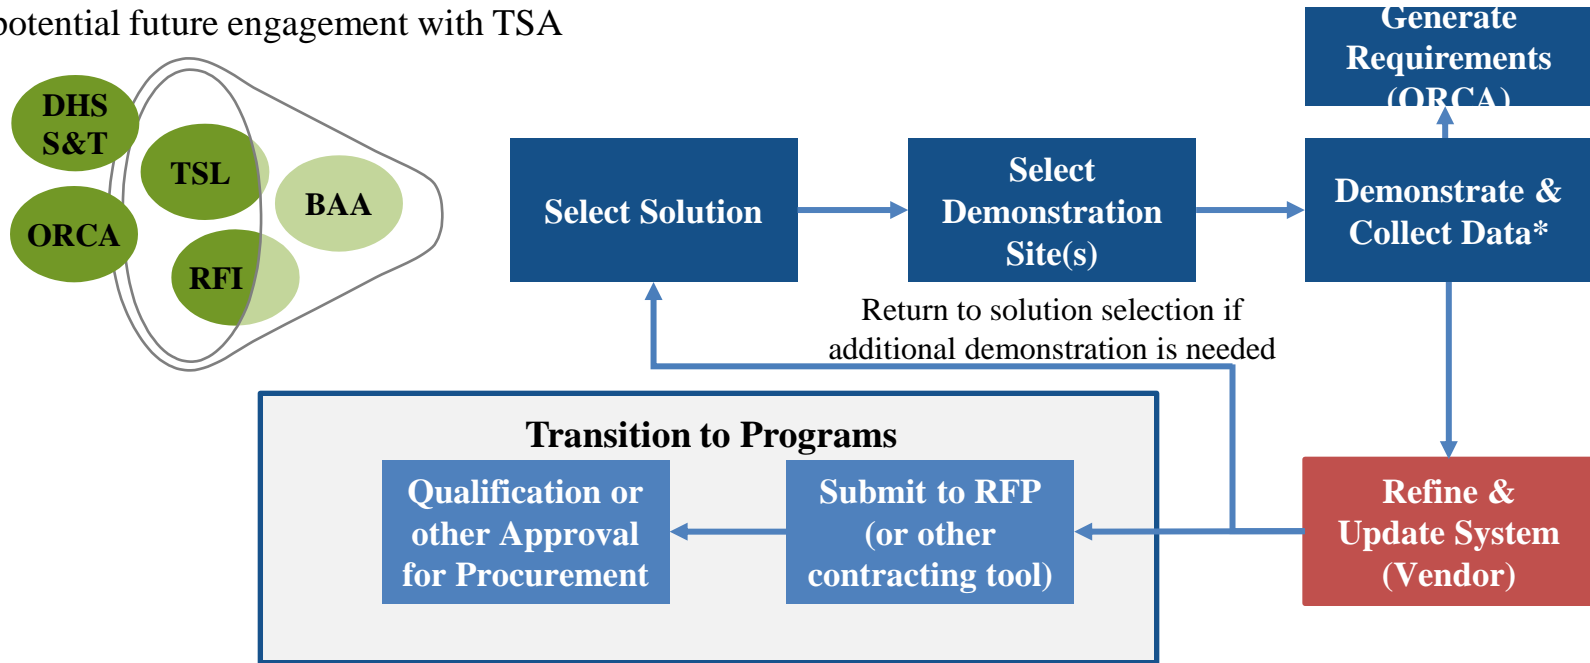 potential future engagement with TSA
DHS
S&T
ORCA
TSL
RFI
BAA
Select Solution
Select
Demonstration
Site(s)
Generate
Requirements
(ORCA)
Demonstrate &
Collect Data*
Return to solution selection if
additional demonstration is needed
Transition to Programs
Qualification or
other Approval
for Procurement
Submit to RFP
(or other
contracting tool)
Refine &
Update System
(Vendor)